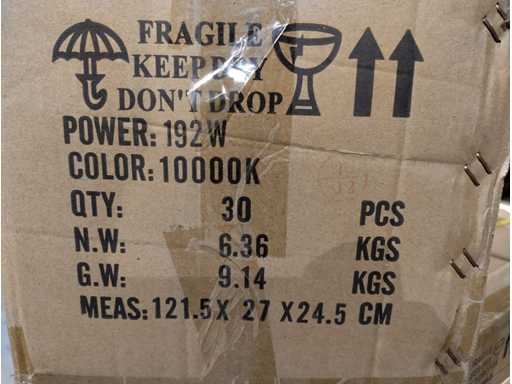 FRAGILE
KEEP DRY
DON'T DROP
POWER: 192W
COLOR: 10000K
QTY: 30 PCS
N.W: 6.36 KGS
G.W: 9.14 KGS
MEAS: 121.5 X 27 X 24.5 CM